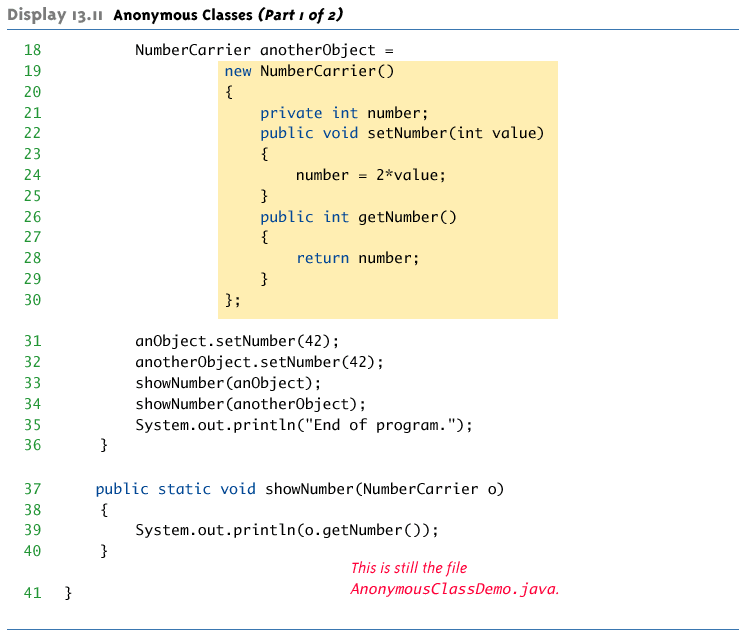 Display 13.11 Anonymous Classes (Part 1 of 2)
18 NumberCarrier anotherObject =
19 new NumberCarrier()
20 {
21 private int number;
22 public void setNumber(int value)
23 {
24 number = 2*value;
25 }
26 public int getNumber()
27 {
28 return number;
29 }
30 };
31 anObject.setNumber(42);
32 anotherObject.setNumber(42);
33 showNumber(anObject);
34 showNumber(anotherObject);
35 System.out.println("End of program.");
36 }
37 public static void showNumber(NumberCarrier o)
38 {
39 System.out.println(o.getNumber());
40 }
This is still the file
AnonymousClassDemo.java.
41 }